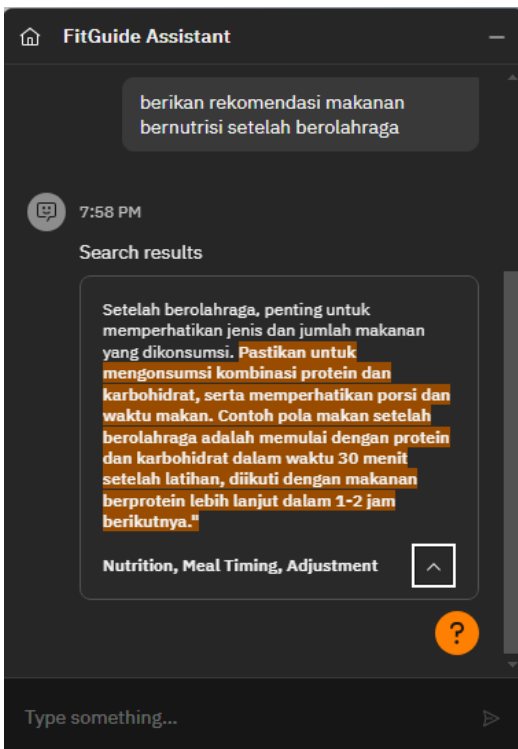 FitGuide Assistant
berikan rekomendasi makanan
bernutrisi setelah berolahraga
7:58 PM
Search results
Setelah berolahraga, penting untuk
memperhatikan jenis dan jumlah makanan
yang dikonsumsi. Pastikan untuk
mengonsumsi kombinasi protein dan
karbohidrat, serta memperhatikan porsi dan
waktu makan. Contoh pola makan setelah
berolahraga adalah memulai dengan protein
dan karbohidrat dalam waktu 30 menit
setelah latihan, diikuti dengan makanan
berprotein lebih lanjut dalam 1-2 jam
berikutnya."
Nutrition, Meal Timing, Adjustment
?
Type something...